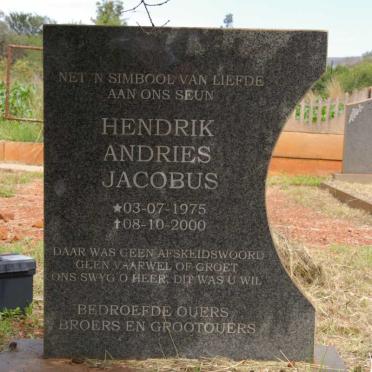 NET 'N SIMBOOL VAN LIEFDE
AAN ONS SEUN
HENDRIK
ANDRIES
JACOBUS
★03-07-1975
✝08-10-2000
DAAR WAS GEEN AFSKEIDSWOORD
GEEN VAARWEL OF GROET
ONS SWYG O HEER, DIT WAS U WIL
BEDROEFDE OUERS
BROERS EN GROOTOUERS